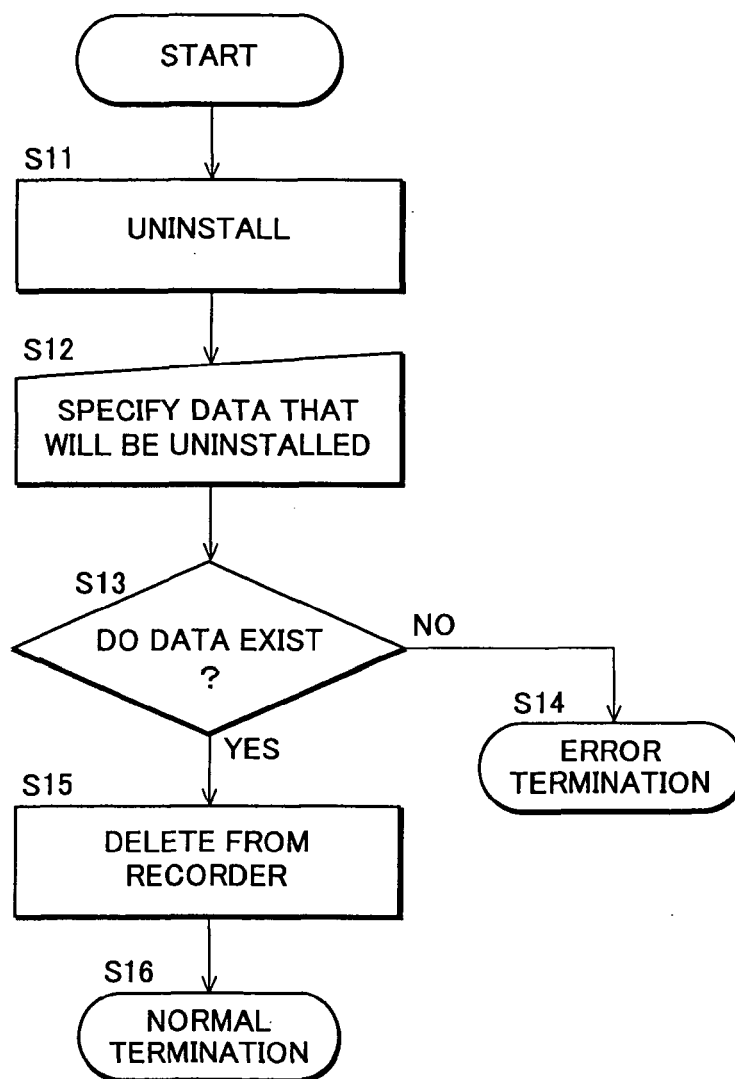 START
S11
UNINSTALL
S12
SPECIFY DATA THAT
WILL BE UNINSTALLED
S13
DO DATA EXIST
?
NO
YES
S14
ERROR
TERMINATION
S15
DELETE FROM
RECORDER
S16
NORMAL
TERMINATION